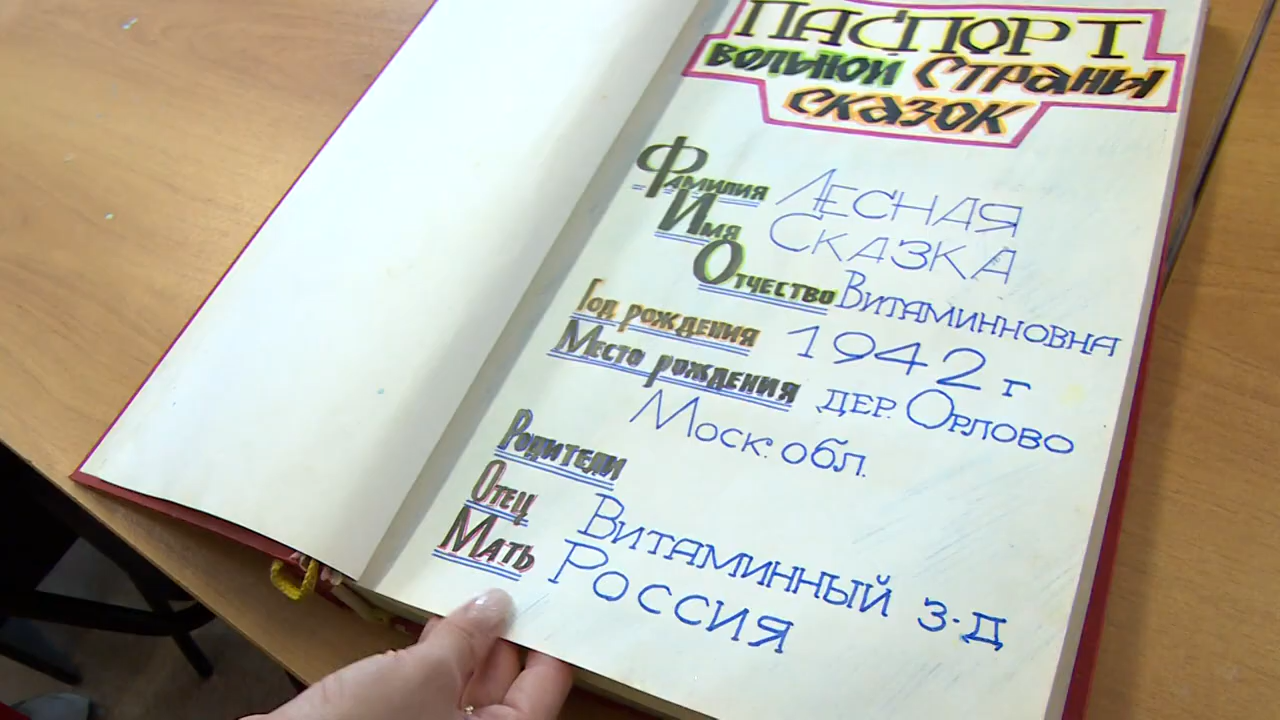 ПАСПОРТ
ВОЛЬНОЙ СТРАНЫ
СКАЗОК
Фамилия ЛЕСНАЯ
Имя СКАЗКА
Отчество ВИТАМИННОВНА
Год рождения 1942 г
Место рождения ДЕР. ОРЛОВО
Моск. обл.
Родители
Отец ВИТАМИННЫЙ З-Д
Мать РОССИЯ